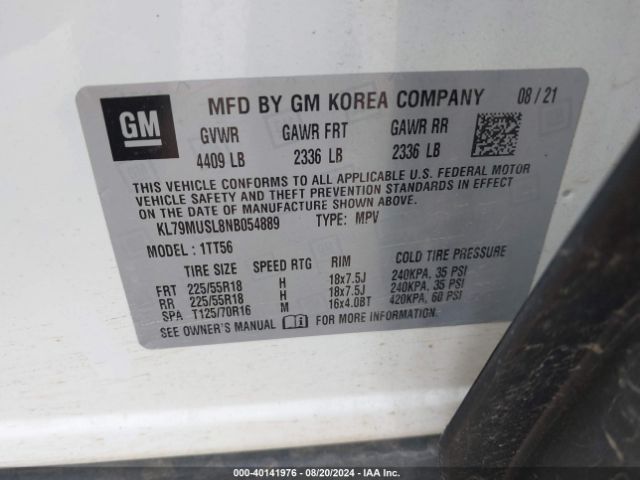 GM
MFD BY GM KOREA COMPANY 08/21
GVWR GAWR FRT GAWR RR
4409 LB 2336 LB 2336 LB
THIS VEHICLE CONFORMS TO ALL APPLICABLE U.S. FEDERAL MOTOR
VEHICLE SAFETY AND THEFT PREVENTION STANDARDS IN EFFECT
ON THE DATE OF MANUFACTURE SHOWN ABOVE.
KL79MUSL8NB054889 TYPE: MPV
MODEL: 1TT56
TIRE SIZE SPEED RTG RIM COLD TIRE PRESSURE
FRT 225/55R18 H 18x7.5J 240KPA, 35 PSI
RR 225/55R18 H 18x7.5J 240KPA, 35 PSI
SPA T125/70R16 M 16x4.0BT 420KPA, 60 PSI
SEE OWNER'S MANUAL FOR MORE INFORMATION
000-40141976 - 08/20/2024 - IAA Inc.